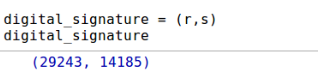 digital_signature = (r,s)
digital_signature
(29243, 14185)